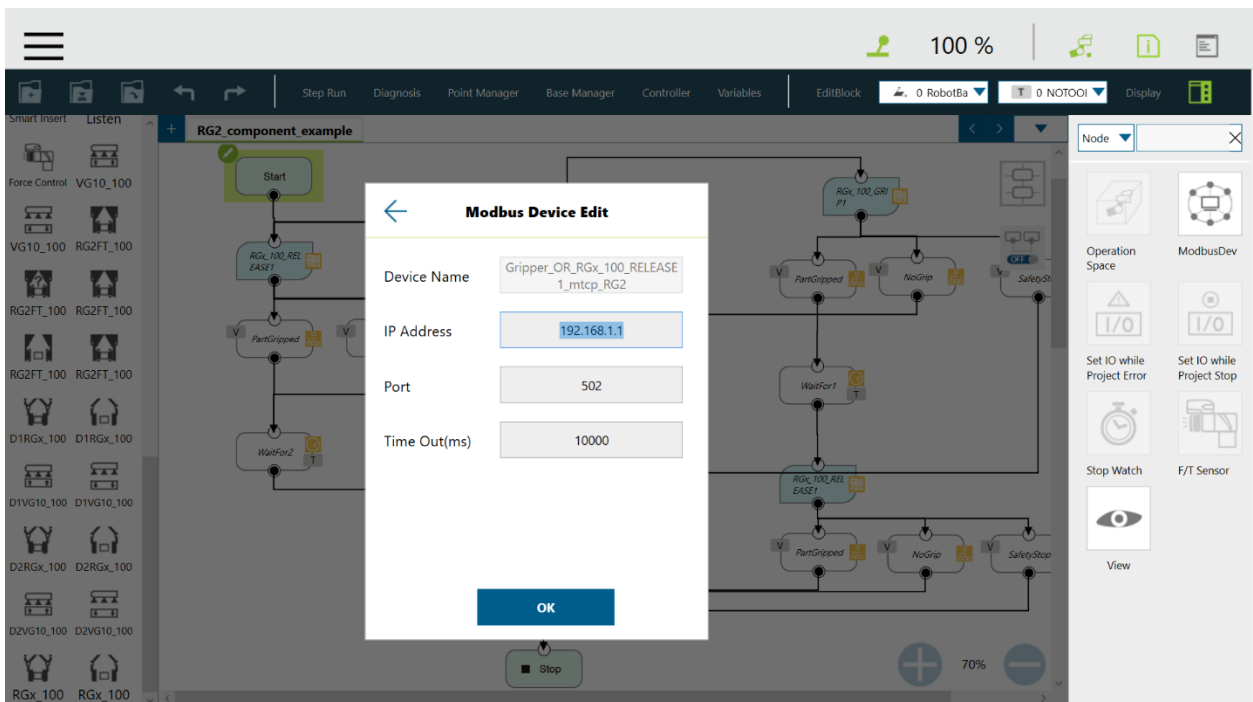 100 %
Step Run
Diagnosis
Point Manager
Base Manager
Controller
Variables
EditBlock
0 RobotBa
T 0 NOTOOl
Display
Smart Insert
Listen
+ RG2_component_example
Node
Force Control
VG10_100
VG10_100
RG2FT_100
RG2FT_100
RG2FT_100
RG2FT_100
RG2FT_100
D1RGx_100
D1RGx_100
D1VG10_100
D1VG10_100
D2RGx_100
D2RGx_100
D2VG10_100
D2VG10_100
RGx_100
RGx_100
Start
RGx_100_REL
EASE1
V
PartGripped
V
WaitFor2
T
Modbus Device Edit
Device Name
Gripper_OR_RGx_100_RELEASE
1_mtcp_RG2
IP Address
192.168.1.1
Port
502
Time Out(ms)
10000
OK
Stop
RGx_100_GRI
P1
V
PartGripped
V
NoGrip
V
SafetySt
OFF
WaitFor1
T
RGx_100_REL
EASE1
V
PartGripped
V
NoGrip
V
SafetyStop
70%
Operation
Space
ModbusDev
I/O
I/O
Set IO while
Project Error
Set IO while
Project Stop
Stop Watch
F/T Sensor
View